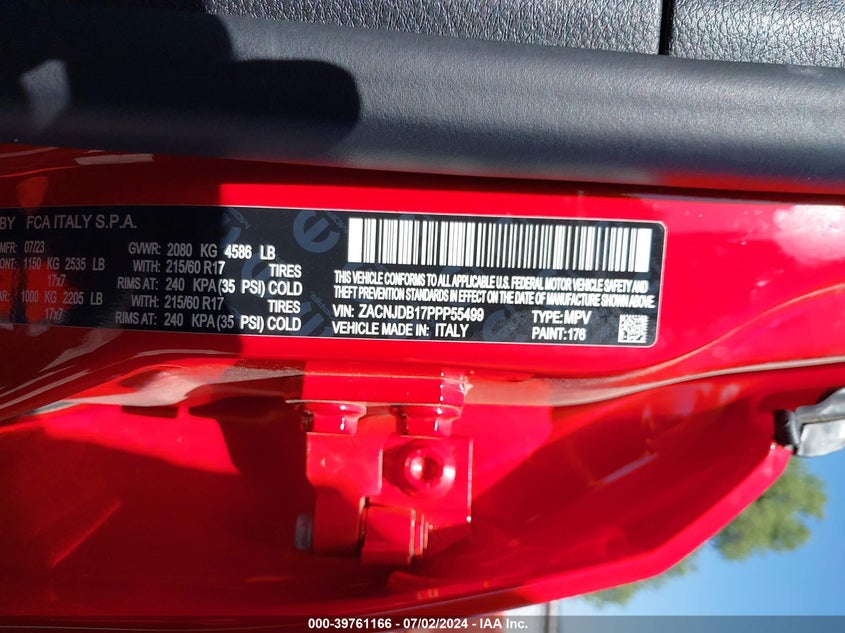 BY FCA ITALY S.P.A.
MFR: 07/23 GVWR: 2080 KG 4586 LB
ONT: 1150 KG 2535 LB WITH: 215/60 R17 TIRES
17x7 RIMS AT: 240 KPA (35 PSI) COLD
AR: 1000 KG 2205 LB WITH: 215/60 R17 TIRES
17x7 RIMS AT: 240 KPA (35 PSI) COLD
THIS VEHICLE CONFORMS TO ALL APPLICABLE U.S. FEDERAL MOTOR VEHICLE SAFETY AND
THEFT PREVENTION STANDARDS IN EFFECT ON THE DATE OF MANUFACTURE SHOWN ABOVE.
VIN: ZACNJDB17PPP55499 TYPE: MPV
VEHICLE MADE IN: ITALY PAINT: 176
000-39761166 - 07/02/2024 - IAA Inc.